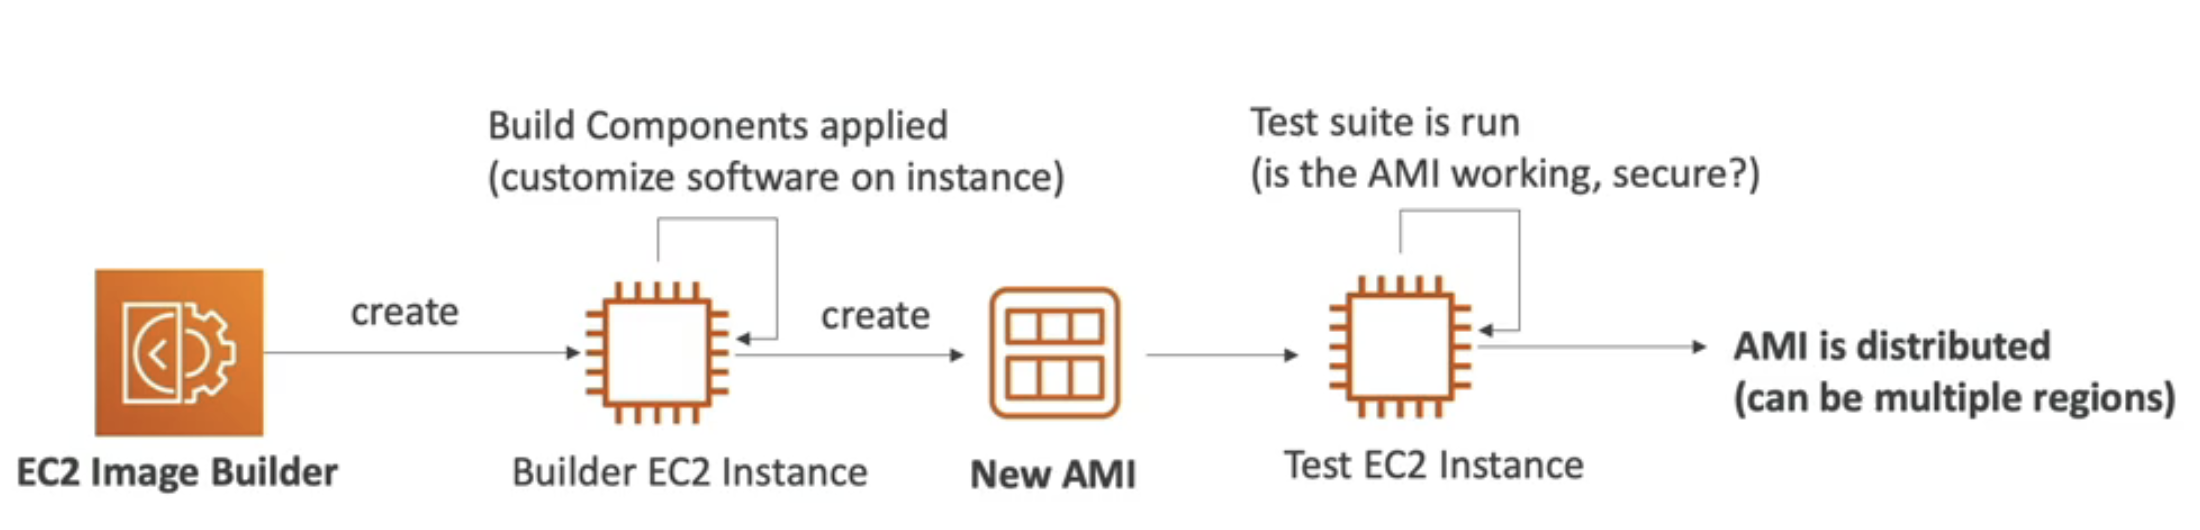 Build Components applied
(customize software on instance)
Test suite is run
(is the AMI working, secure?)
create
create
AMI is distributed
(can be multiple regions)
EC2 Image Builder
Builder EC2 Instance
New AMI
Test EC2 Instance